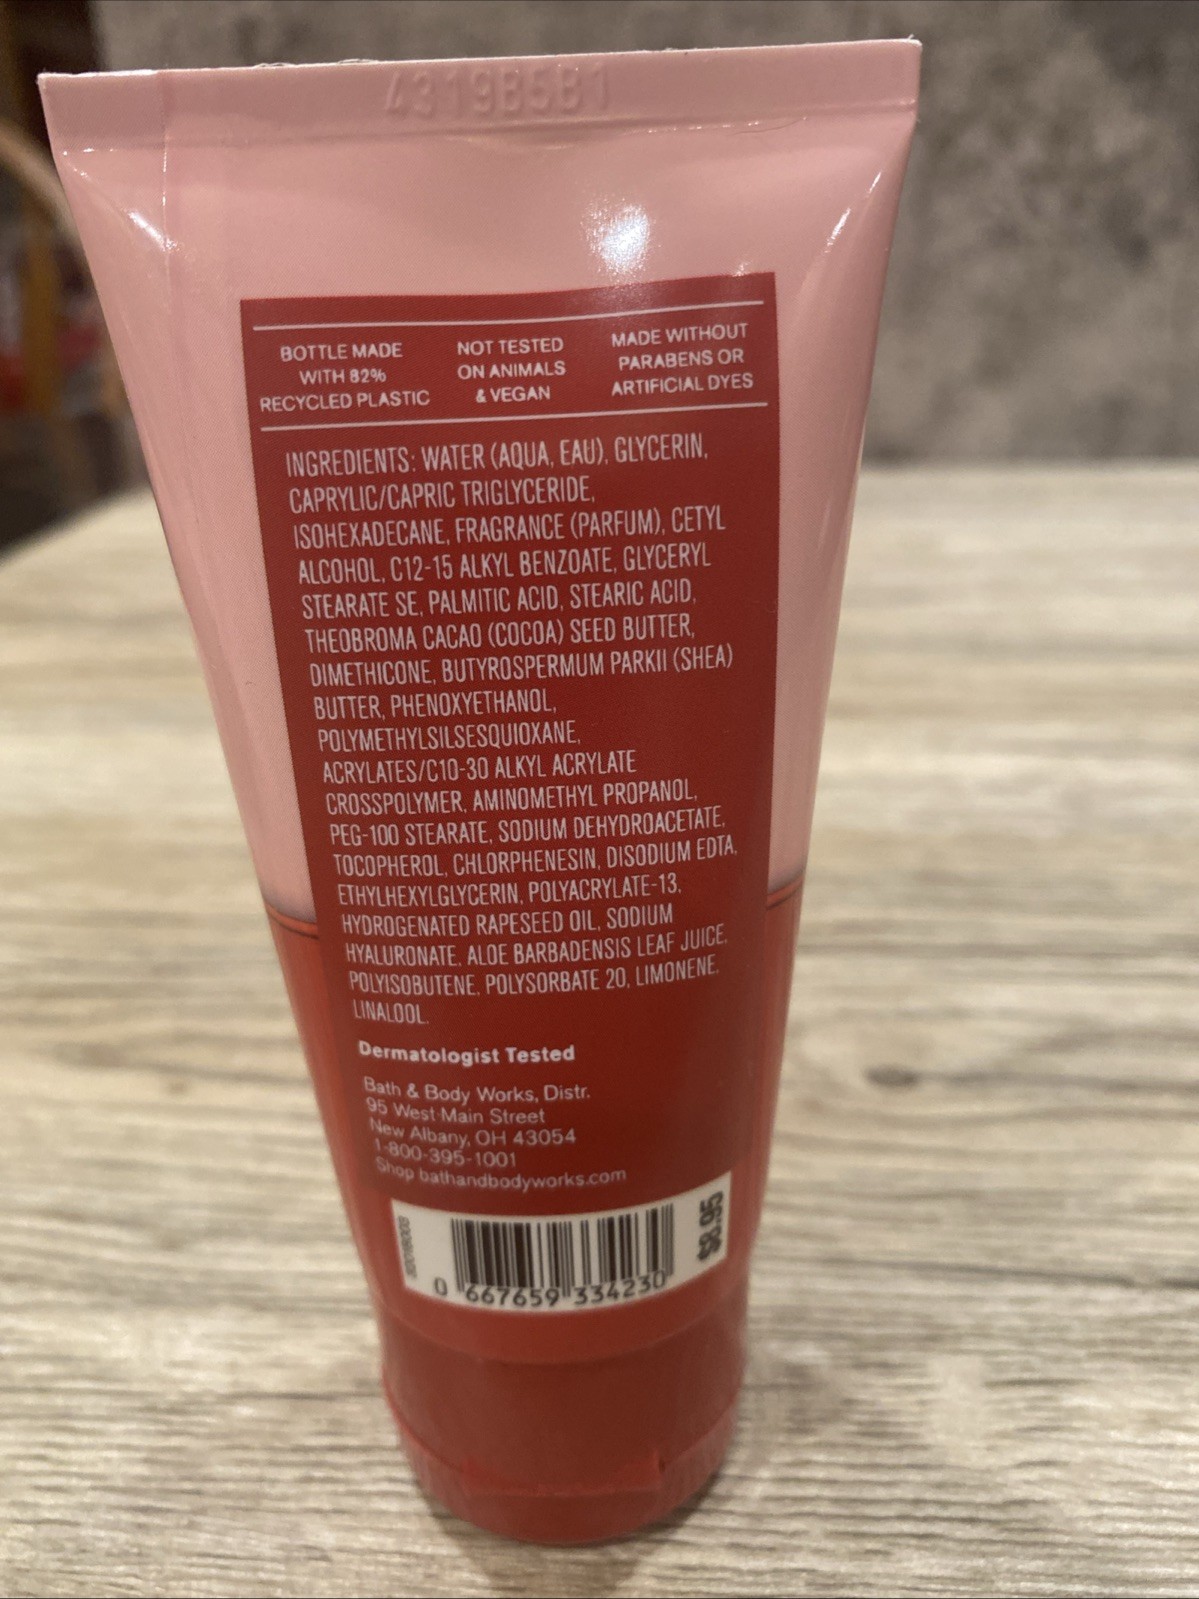 4319B5B1
BOTTLE MADE
WITH 82%
RECYCLED PLASTIC
NOT TESTED
ON ANIMALS
& VEGAN
MADE WITHOUT
PARABENS OR
ARTIFICIAL DYES
INGREDIENTS: WATER (AQUA, EAU), GLYCERIN,
CAPRYLIC/CAPRIC TRIGLYCERIDE,
ISOHEXADECANE, FRAGRANCE (PARFUM), CETYL
ALCOHOL, C12-15 ALKYL BENZOATE, GLYCERYL
STEARATE SE, PALMITIC ACID, STEARIC ACID,
THEOBROMA CACAO (COCOA) SEED BUTTER,
DIMETHICONE, BUTYROSPERMUM PARKII (SHEA)
BUTTER, PHENOXYETHANOL,
POLYMETHYLSILSESQUIOXANE,
ACRYLATES/C10-30 ALKYL ACRYLATE
CROSSPOLYMER, AMINOMETHYL PROPANOL,
PEG-100 STEARATE, SODIUM DEHYDROACETATE,
TOCOPHEROL, CHLORPHENESIN, DISODIUM EDTA,
ETHYLHEXYLGLYCERIN, POLYACRYLATE-13,
HYDROGENATED RAPESEED OIL, SODIUM
HYALURONATE, ALOE BARBADENSIS LEAF JUICE,
POLYISOBUTENE, POLYSORBATE 20, LIMONENE,
LINALOOL.
Dermatologist Tested
Bath & Body Works, Distr.
95 West Main Street
New Albany, OH 43054
1-800-395-1001
Shop bathandbodyworks.com
$8.95
0 667659 334230